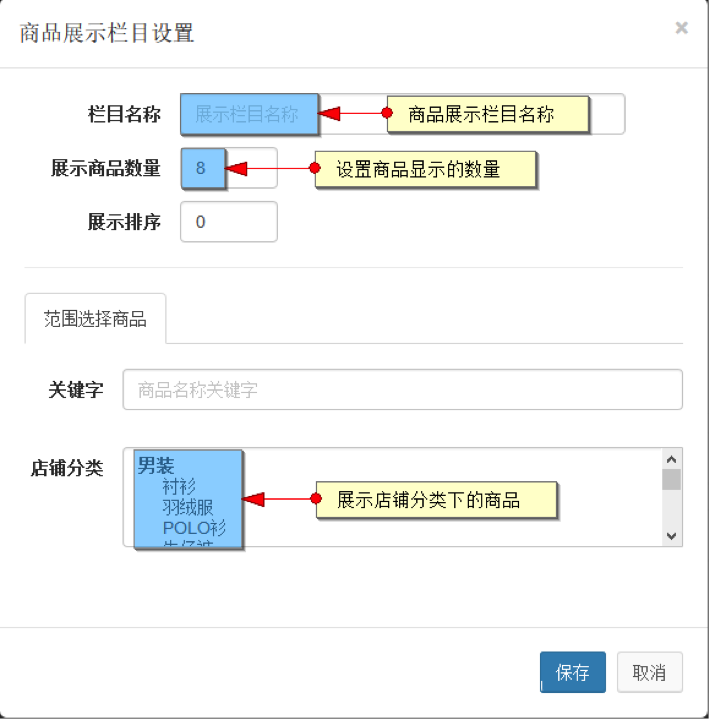 商品展示栏目设置 ×
栏目名称 展示栏目名称 商品展示栏目名称
展示商品数量 8 设置商品显示的数量
展示排序 0
范围选择商品
关键字 商品名称关键字
店铺分类 男装
衬衫
羽绒服
展示店铺分类下的商品
POLO衫
保存 取消